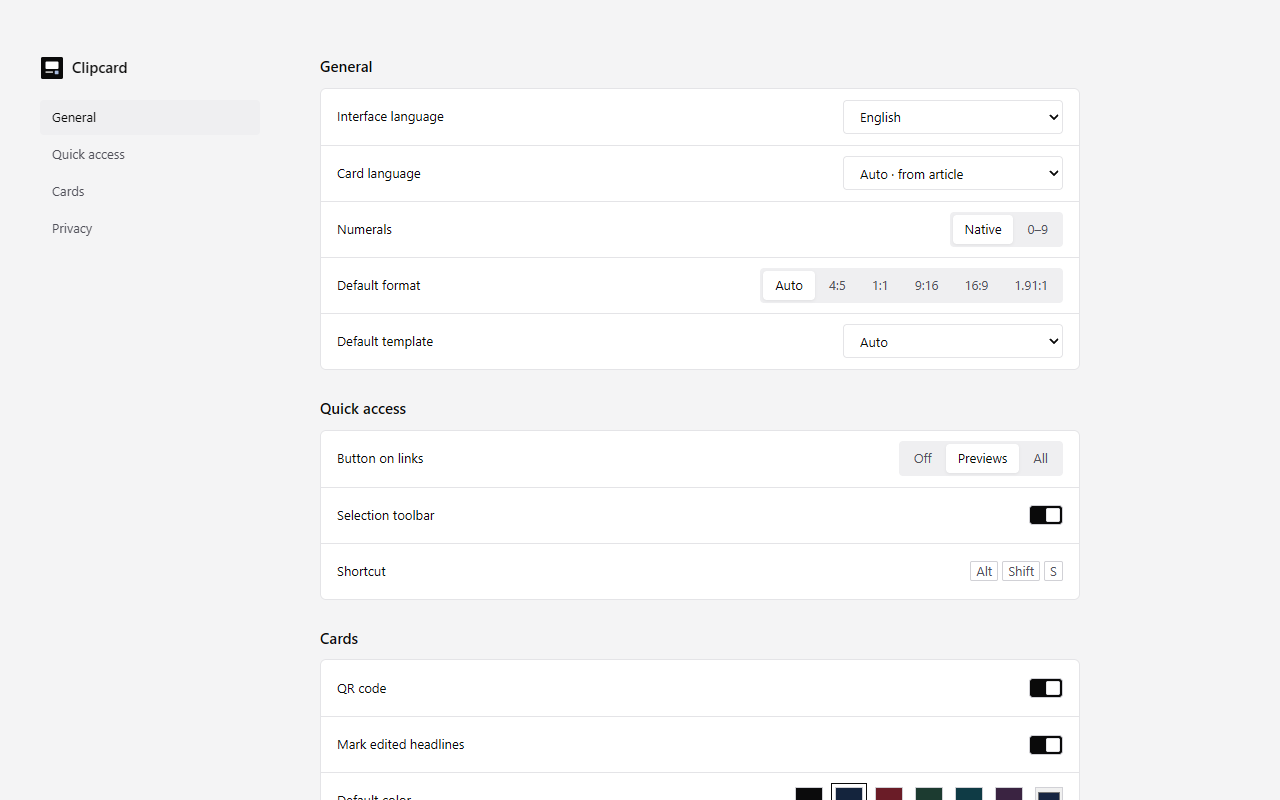 Clipcard
General
Quick access
Cards
Privacy
General
Interface language English
Card language Auto · from article
Numerals Native 0–9
Default format Auto 4:5 1:1 9:16 16:9 1.91:1
Default template Auto
Quick access
Button on links Off Previews All
Selection toolbar
Shortcut Alt Shift S
Cards
QR code
Mark edited headlines
Default color